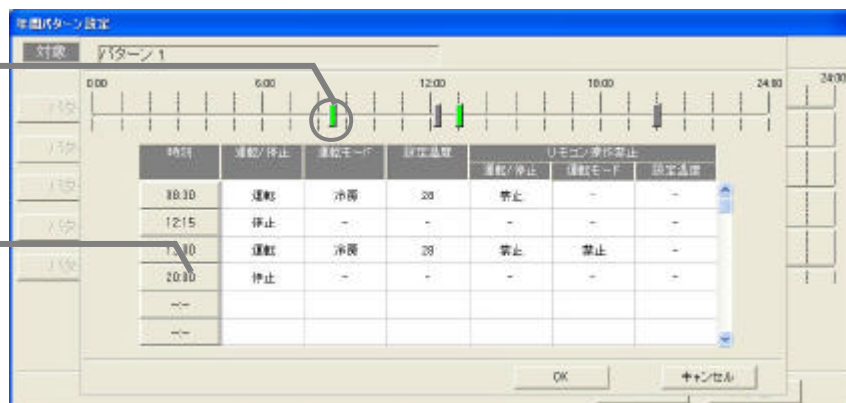 年間パターン設定
対象 パターン 1
0:00 6:00 12:00 18:00 24:00 24:00
時刻 運転/停止 運転モード 設定温度 リモコン操作禁止
運転/停止 運転モード 設定温度
08:30 運転 冷房 28 禁止 - -
12:15 停止 - - - - -
13:00 運転 冷房 28 禁止 禁止 -
20:00 停止 - - - - -
--:--
--:--
OK キャンセル